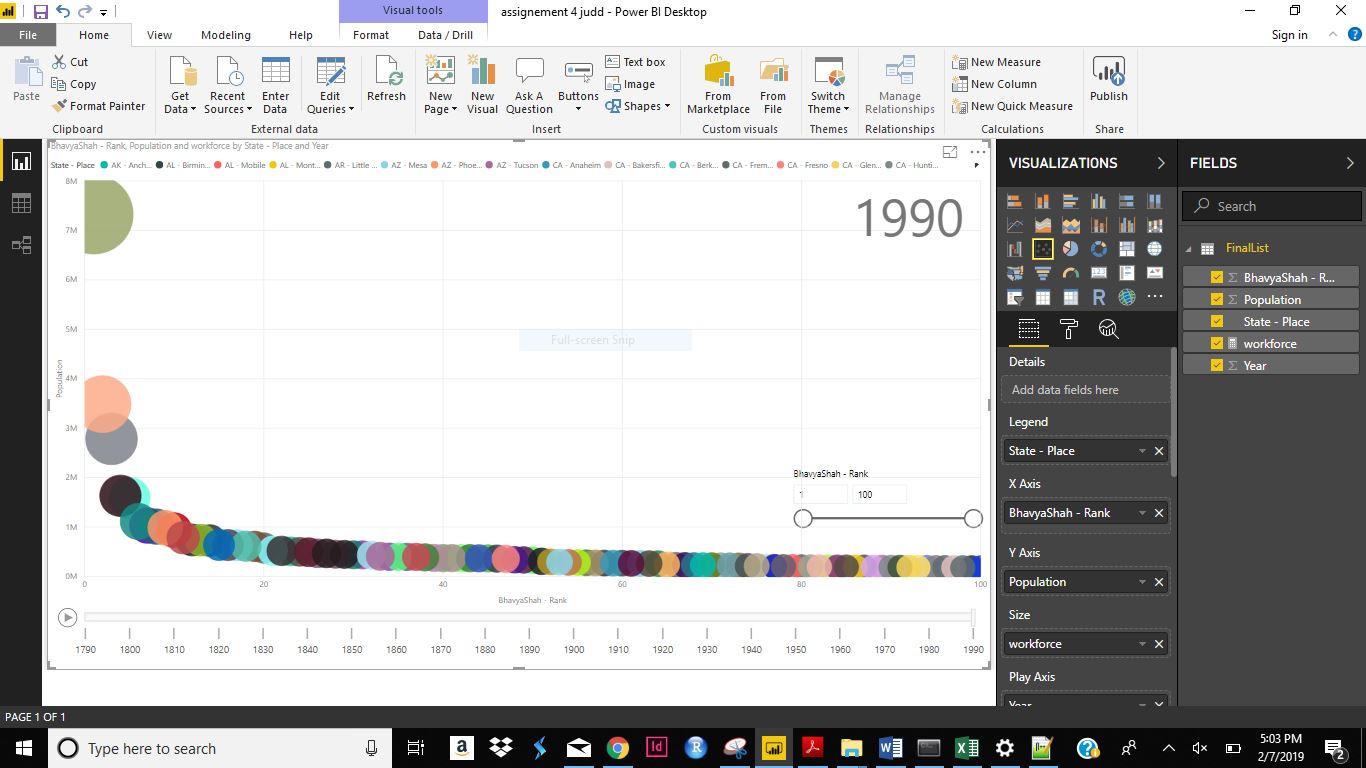 Visual tools
assignement 4 judd - Power BI Desktop
File Home View Modeling Help Format Data / Drill Sign in
Paste
Cut
Copy
Format Painter
Get Data
Recent Sources
Enter Data
Edit Queries
Refresh
New Page
New Visual
Ask A Question
Buttons
Text box
Image
Shapes
From Marketplace
From File
Switch Theme
Manage Relationships
New Measure
New Column
New Quick Measure
Publish
Clipboard External data Insert Custom visuals Themes Relationships Calculations Share
BhavyaShah - Rank, Population and workforce by State - Place and Year
State - Place AK - Anch... AL - Birmin... AL - Mobile AL - Mont... AR - Little ... AZ - Mesa AZ - Phoe... AZ - Tucson CA - Anaheim CA - Bakersfi... CA - Berk... CA - Frem... CA - Fresno CA - Glen... CA - Hunti...
1990
8M
7M
6M
5M
4M
3M
2M
1M
0M
Population
Full-screen Snip
BhavyaShah - Rank
1 100
0 20 40 60 80 100
BhavyaShah - Rank
1790 1800 1810 1820 1830 1840 1850 1860 1870 1880 1890 1900 1910 1920 1930 1940 1950 1960 1970 1980 1990
VISUALIZATIONS
R
Details
Add data fields here
Legend
State - Place
X Axis
BhavyaShah - Rank
Y Axis
Population
Size
workforce
Play Axis
Year
FIELDS
Search
FinalList
BhavyaShah - R...
Population
State - Place
workforce
Year
PAGE 1 OF 1
Type here to search
5:03 PM
2/7/2019
2